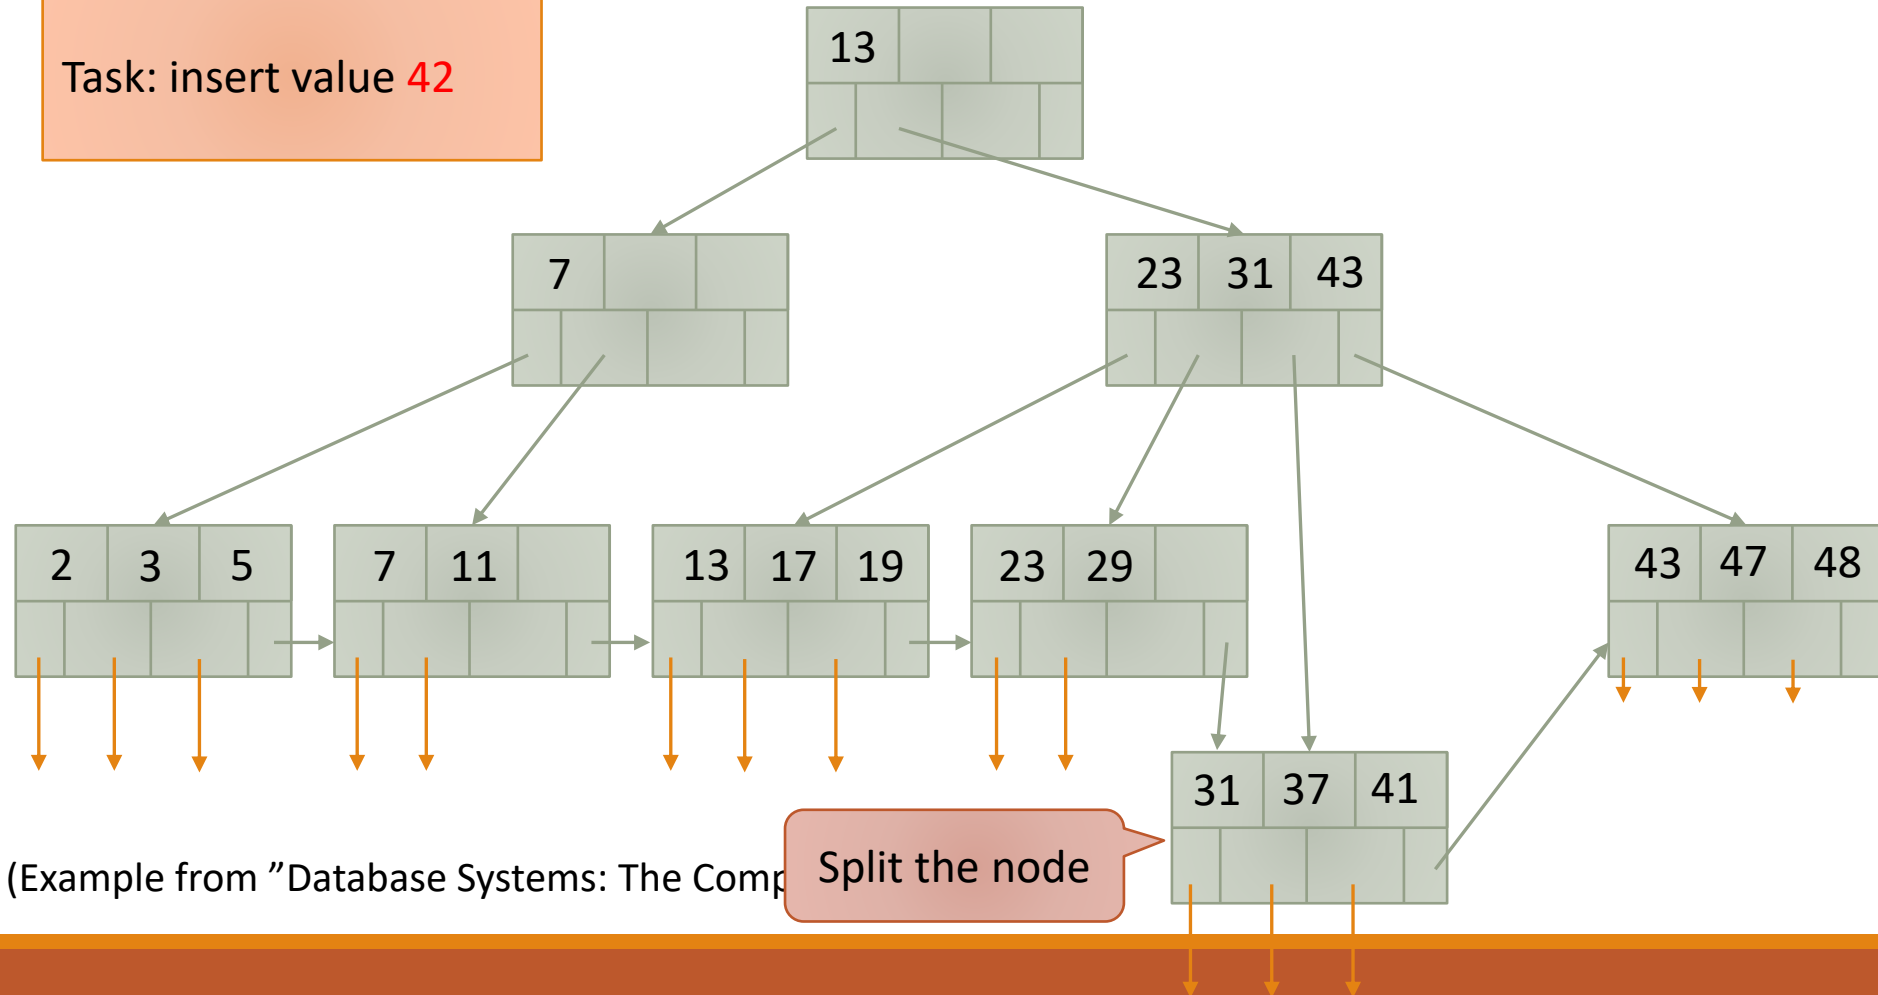 Task: insert value 42
13
7
23 31 43
2 3 5
7 11
13 17 19
23 29
43 47 48
31 37 41
Split the node
(Example from ”Database Systems: The